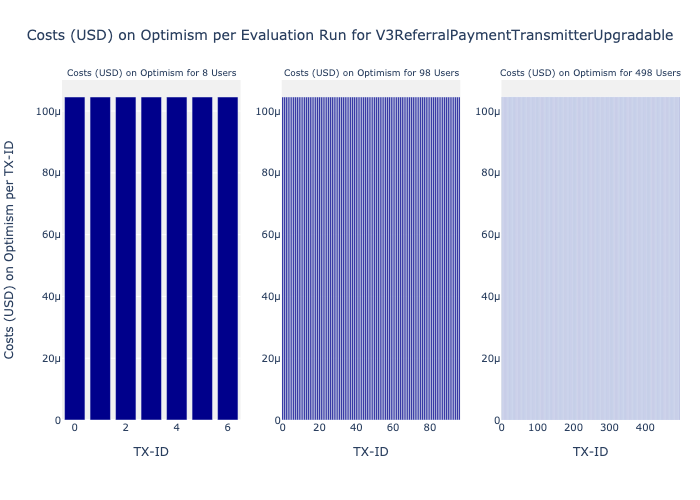 Costs (USD) on Optimism per Evaluation Run for V3ReferralPaymentTransmitterUpgradable
Costs (USD) on Optimism for 8 Users
Costs (USD) on Optimism for 98 Users
Costs (USD) on Optimism for 498 Users
Costs (USD) on Optimism per TX-ID
100µ
80µ
60µ
40µ
20µ
0
0 2 4 6
TX-ID
100µ
80µ
60µ
40µ
20µ
0
0 20 40 60 80
TX-ID
100µ
80µ
60µ
40µ
20µ
0
0 100 200 300 400
TX-ID